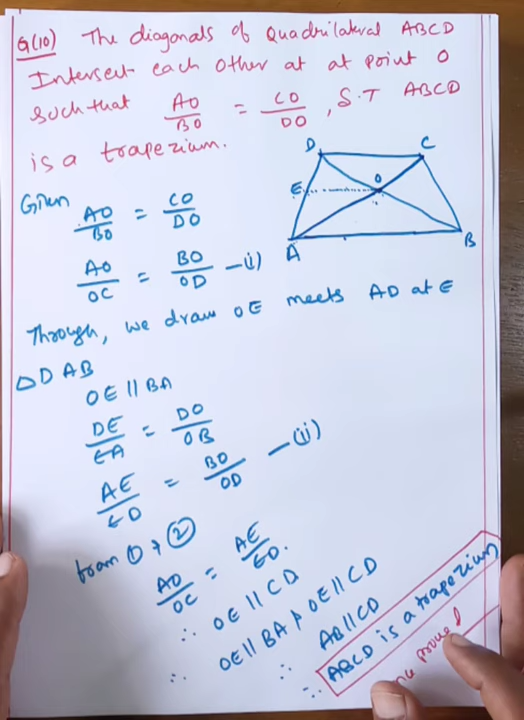 Q(10) The diagonals of Quadrilateral ABCD
Intersect each other at at point O
such that AO/BO = CO/DO, S.T ABCD
is a trapezium.
D C
E O
A B
Given AO/BO = CO/DO
AO/OC = BO/OD —(i)
Through, we draw OE meets AD at E
△DAB
OE || BA
DE/EA = DO/OB
AE/ED = BO/OD —(ii)
from ① & ②
AO/OC = AE/ED.
∴ OE || CD
∴ OE || BA & OE || CD
∴ AB || CD
∴ ABCD is a trapezium
proved